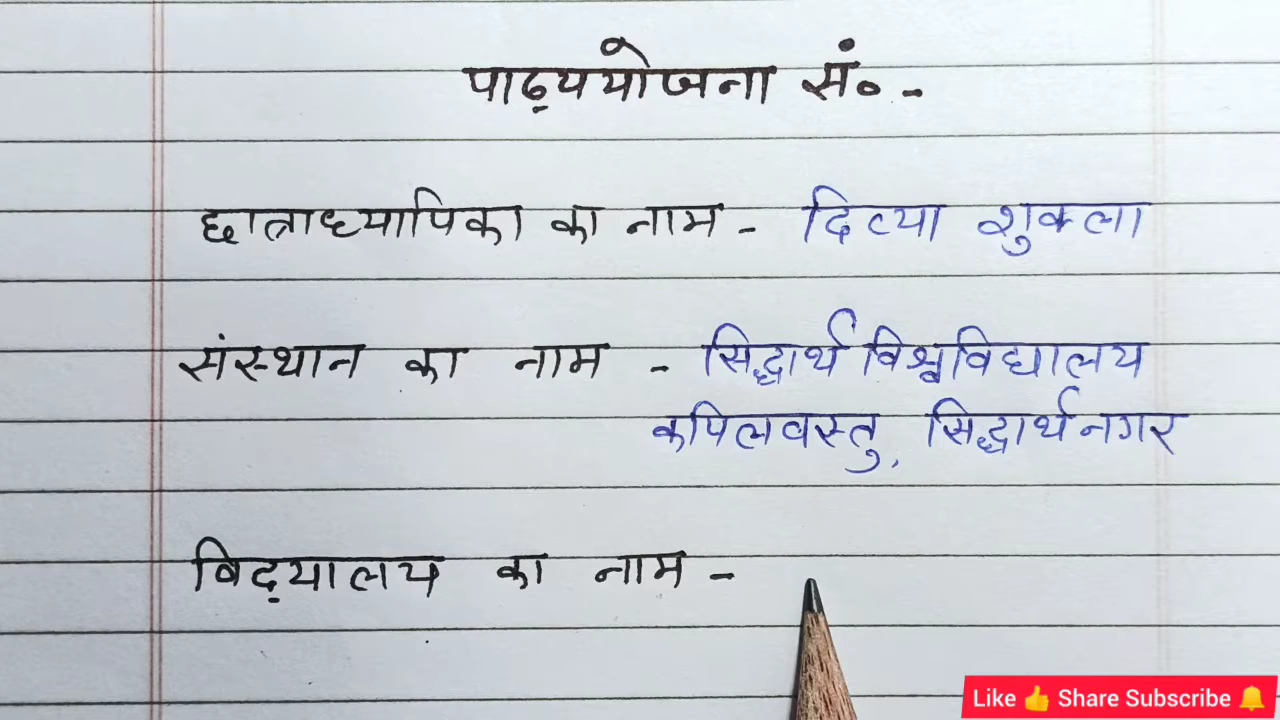 पाठ्ययोजना सं० -
छात्राध्यापिका का नाम - दिव्या शुक्ला
संस्थान का नाम - सिद्धार्थ विश्वविद्यालय
कपिलवस्तु, सिद्धार्थनगर
विद्यालय का नाम -
Like 👍 Share Subscribe 🔔